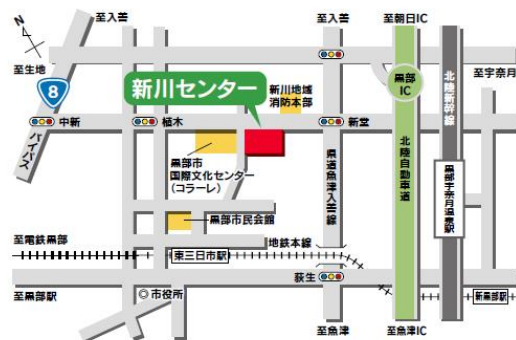 N
至入善
至入善
至朝日IC
至生地
8
バイパス
新川センター
新川地域
消防本部
黒部
IC
北陸新幹線
至宇奈月
中新
植木
新堂
黒部市
国際文化センター
(コラーレ)
県道魚津入善線
北陸自動車道
黒部宇奈月温泉駅
黒部市民会館
至電鉄黒部
地鉄本線
東三日市駅
荻生
至黒部駅
市役所
新黒部駅
至魚津
至魚津IC